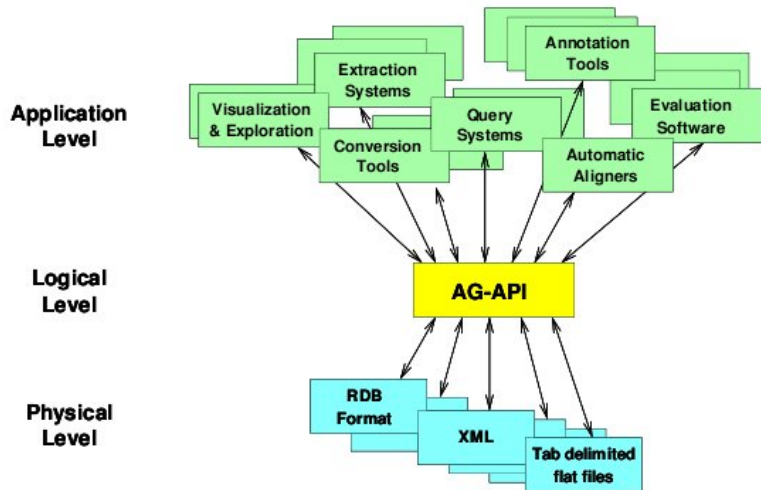 Application
Level
Visualization
& Exploration
Extraction
Systems
Conversion
Tools
Query
Systems
Annotation
Tools
Automatic
Aligners
Evaluation
Software
Logical
Level
AG-API
Physical
Level
RDB
Format
XML
Tab delimited
flat files